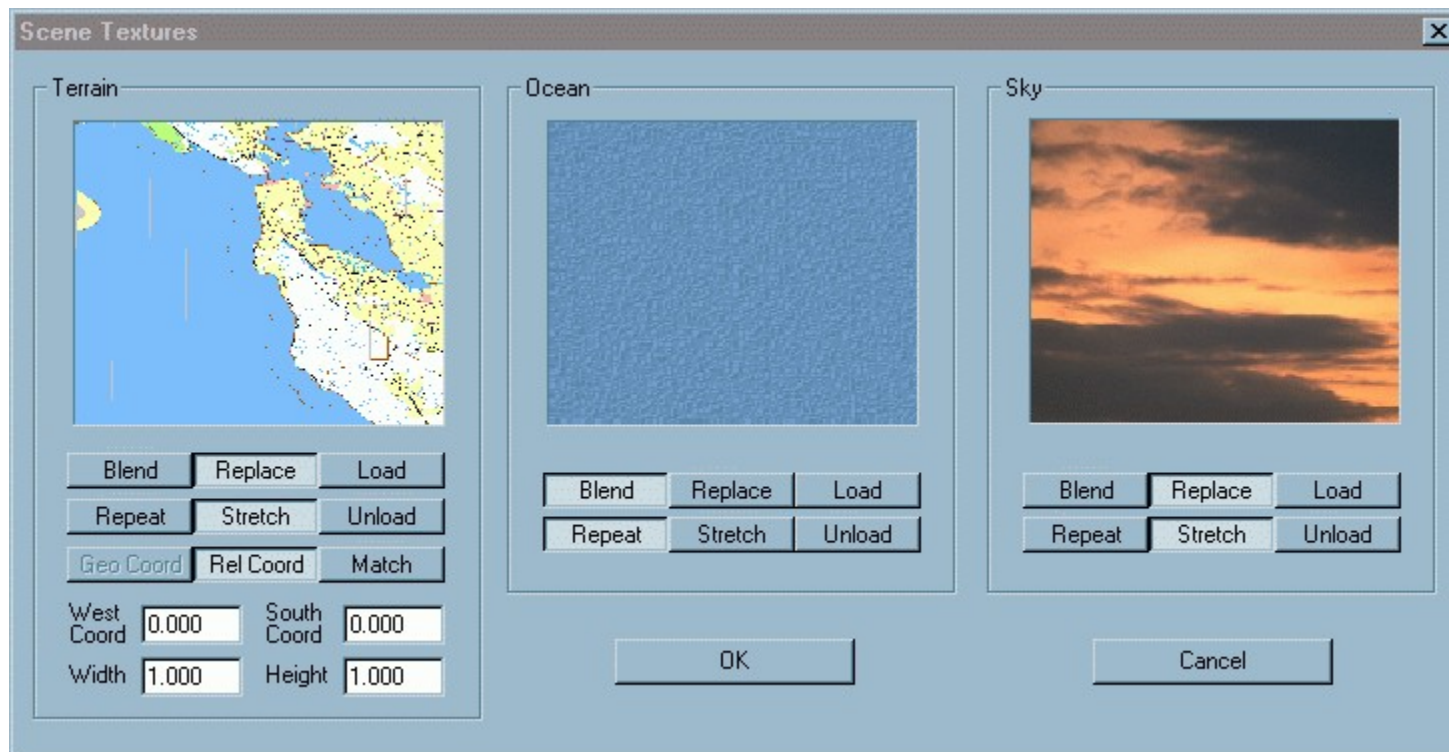 Scene Textures
Terrain
Blend Replace Load
Repeat Stretch Unload
Geo Coord Rel Coord Match
West Coord 0.000 South Coord 0.000
Width 1.000 Height 1.000
Ocean
Blend Replace Load
Repeat Stretch Unload
OK
Sky
Blend Replace Load
Repeat Stretch Unload
Cancel